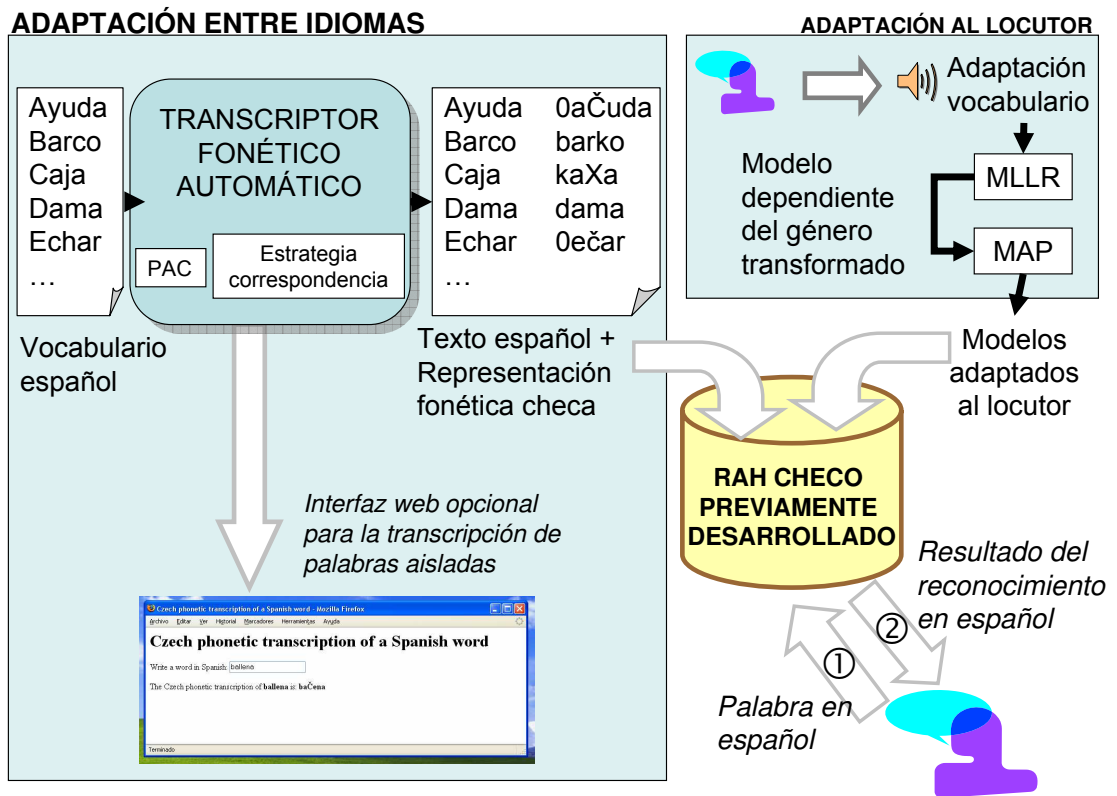 ADAPTACIÓN ENTRE IDIOMAS
Ayuda
Barco
Caja
Dama
Echar
…
Vocabulario
español
TRANSCRIPTOR
FONÉTICO
AUTOMÁTICO
PAC
Estrategia
correspondencia
Ayuda 0aČuda
Barco barko
Caja kaXa
Dama dama
Echar 0ečar
…
Texto español +
Representación
fonética checa
Interfaz web opcional
para la transcripción de
palabras aisladas
Czech phonetic transcription of a Spanish word - Mozilla Firefox
Archivo Editar Ver Historial Marcadores Herramientas Ayuda
Czech phonetic transcription of a Spanish word
Write a word in Spanish: ballena
The Czech phonetic transcription of ballena is: baČena
Terminado
ADAPTACIÓN AL LOCUTOR
Adaptación
vocabulario
MLLR
MAP
Modelo
dependiente
del género
transformado
Modelos
adaptados
al locutor
RAH CHECO
PREVIAMENTE
DESARROLLADO
Resultado del
reconocimiento
en español
②
①
Palabra en
español